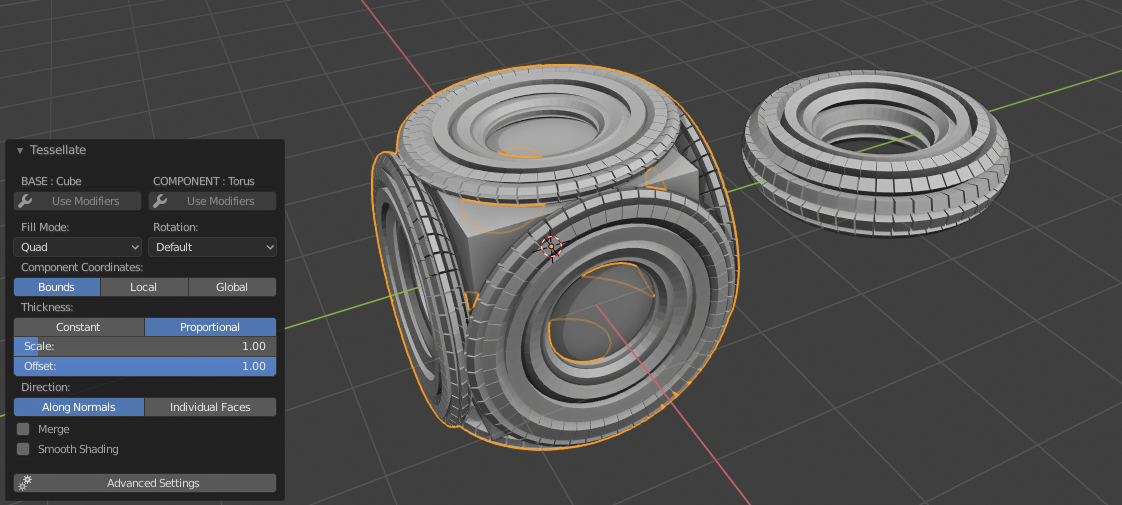 Tessellate
BASE : Cube COMPONENT : Torus
Use Modifiers Use Modifiers
Fill Mode: Rotation:
Quad Default
Component Coordinates:
Bounds Local Global
Thickness:
Constant Proportional
Scale: 1.00
Offset: 1.00
Direction:
Along Normals Individual Faces
Merge
Smooth Shading
Advanced Settings